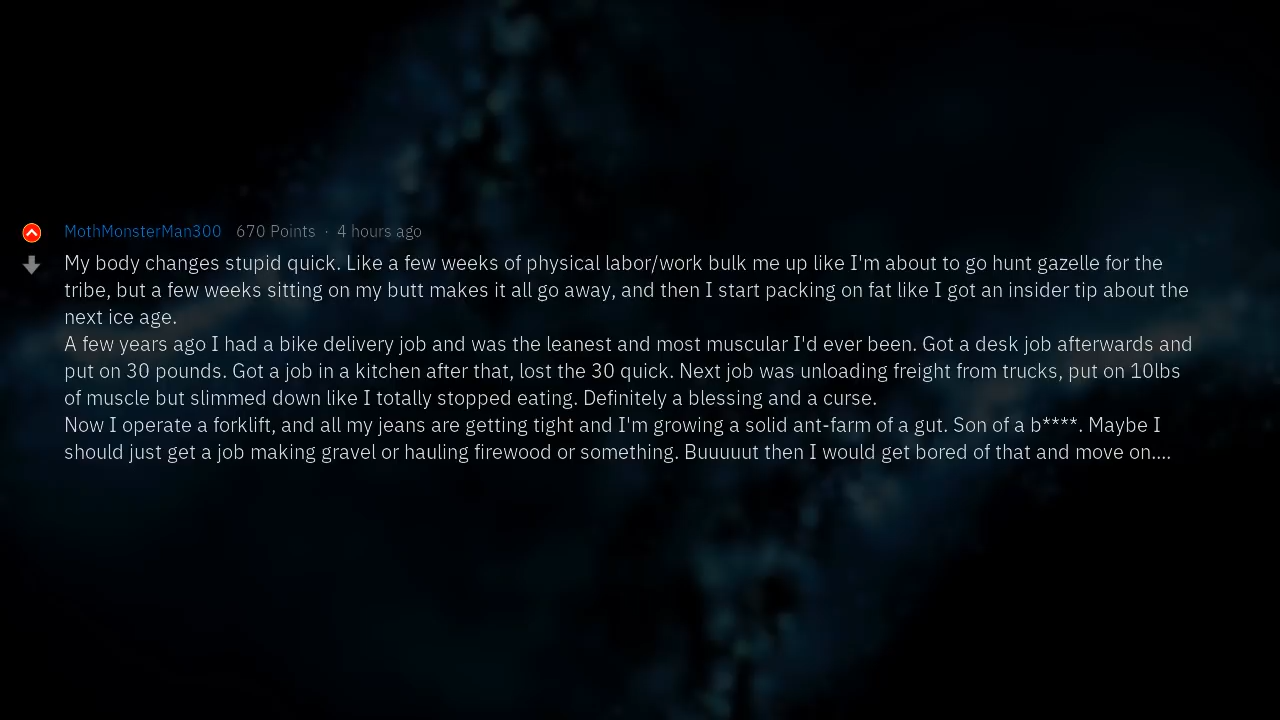 MothMonsterMan300 670 Points · 4 hours ago
My body changes stupid quick. Like a few weeks of physical labor/work bulk me up like I'm about to go hunt gazelle for the
tribe, but a few weeks sitting on my butt makes it all go away, and then I start packing on fat like I got an insider tip about the
next ice age.
A few years ago I had a bike delivery job and was the leanest and most muscular I'd ever been. Got a desk job afterwards and
put on 30 pounds. Got a job in a kitchen after that, lost the 30 quick. Next job was unloading freight from trucks, put on 10lbs
of muscle but slimmed down like I totally stopped eating. Definitely a blessing and a curse.
Now I operate a forklift, and all my jeans are getting tight and I'm growing a solid ant-farm of a gut. Son of a b****. Maybe I
should just get a job making gravel or hauling firewood or something. Buuuuut then I would get bored of that and move on....